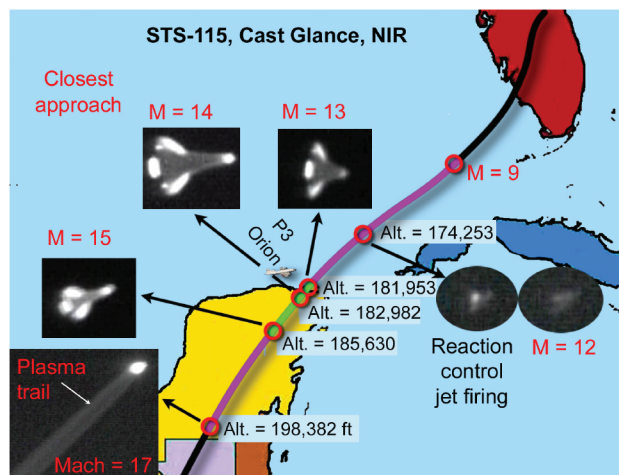 STS-115, Cast Glance, NIR
Closest
approach
M = 14
M = 13
M = 9
P3
Orion
Alt. = 174,253
M = 15
Alt. = 181,953
Alt. = 182,982
Alt. = 185,630
Reaction
control
jet firing
M = 12
Plasma
trail
Alt. = 198,382 ft
Mach = 17